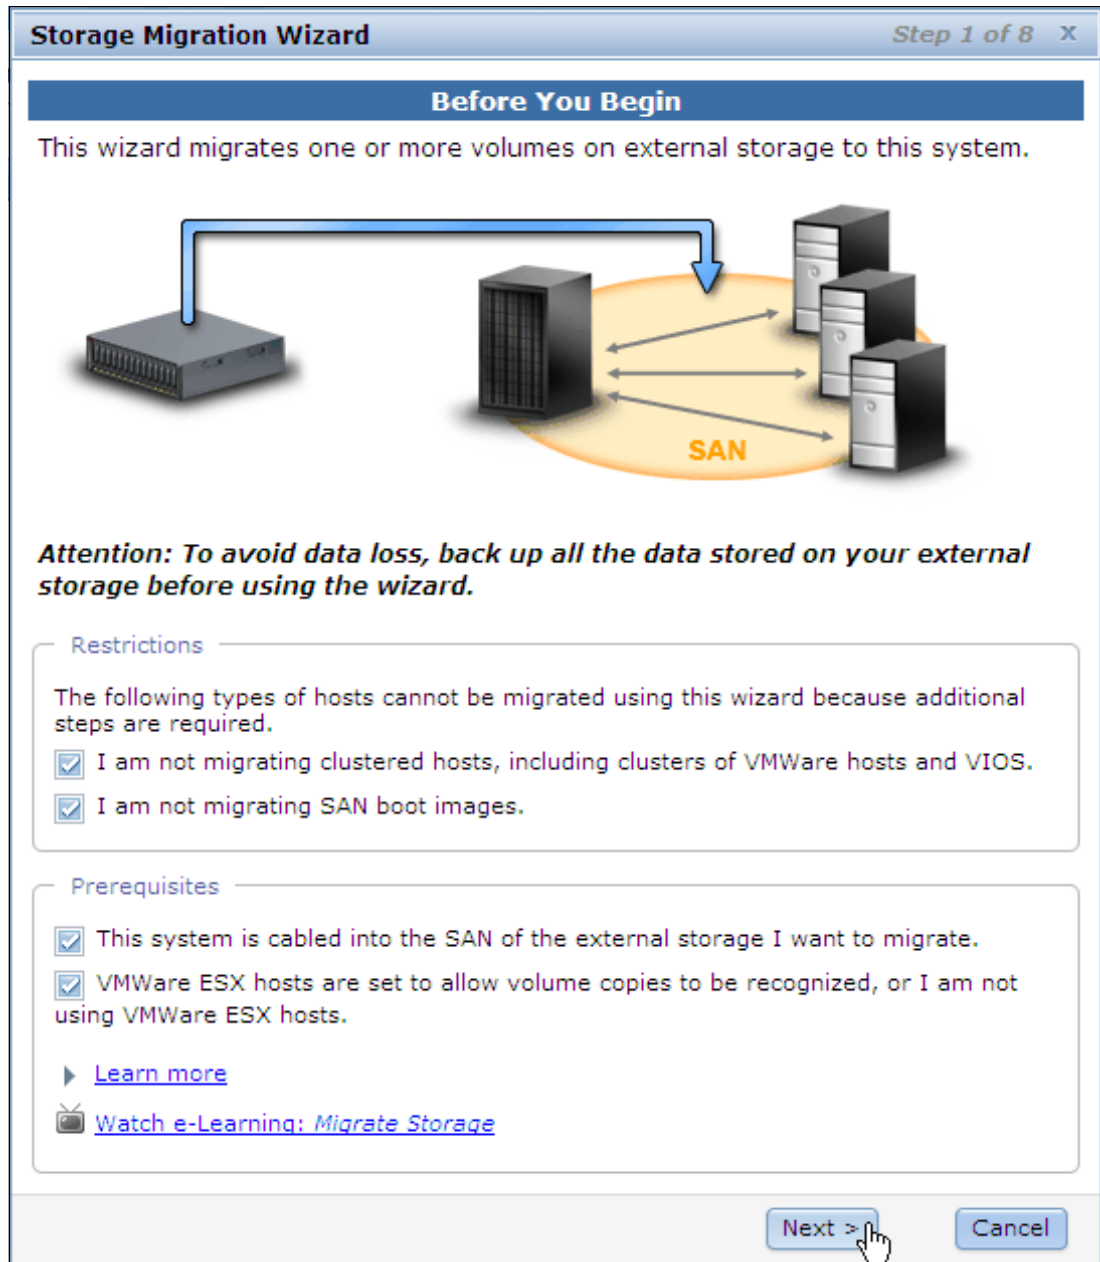 Storage Migration Wizard
Step 1 of 8 x
Before You Begin
This wizard migrates one or more volumes on external storage to this system.
SAN
Attention: To avoid data loss, back up all the data stored on your external
storage before using the wizard.
Restrictions
The following types of hosts cannot be migrated using this wizard because additional
steps are required.
I am not migrating clustered hosts, including clusters of VMWare hosts and VIOS.
I am not migrating SAN boot images.
Prerequisites
This system is cabled into the SAN of the external storage I want to migrate.
VMWare ESX hosts are set to allow volume copies to be recognized, or I am not
using VMWare ESX hosts.
Learn more
Watch e-Learning: Migrate Storage
Next >
Cancel